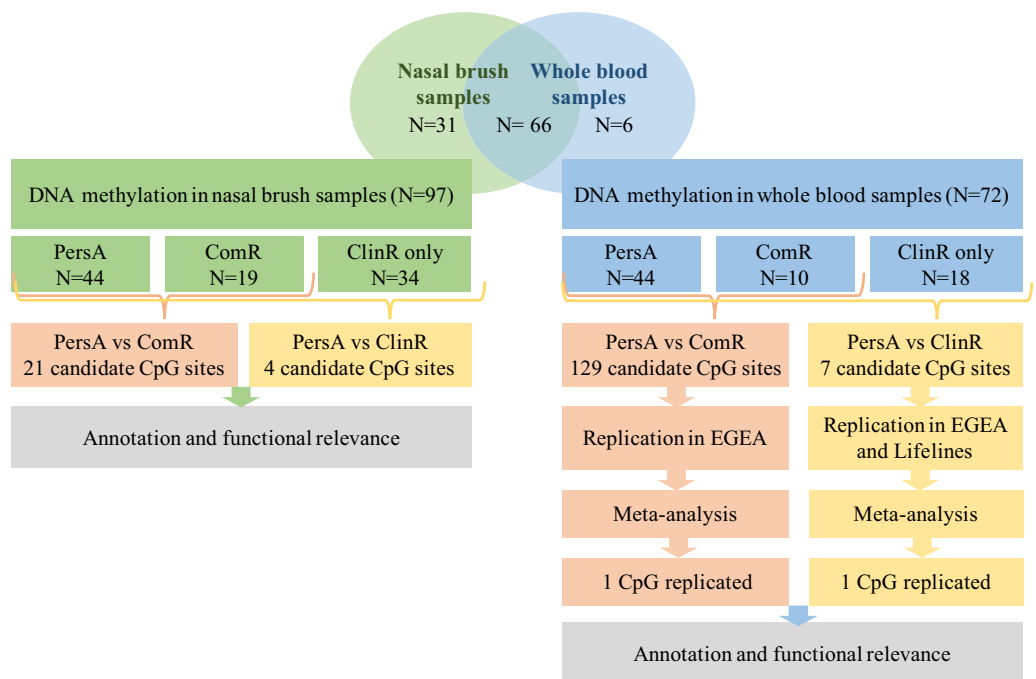 Nasal brush
samples
Whole blood
samples
N=31
N= 66
N=6
DNA methylation in nasal brush samples (N=97)
PersA
N=44
ComR
N=19
ClinR only
N=34
PersA vs ComR
21 candidate CpG sites
PersA vs ClinR
4 candidate CpG sites
Annotation and functional relevance
DNA methylation in whole blood samples (N=72)
PersA
N=44
ComR
N=10
ClinR only
N=18
PersA vs ComR
129 candidate CpG sites
PersA vs ClinR
7 candidate CpG sites
Replication in EGEA
Replication in EGEA
and Lifelines
Meta-analysis
Meta-analysis
1 CpG replicated
1 CpG replicated
Annotation and functional relevance